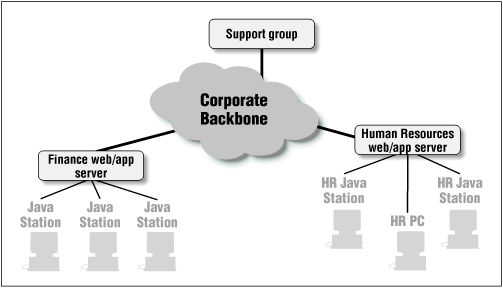 Support group
Corporate
Backbone
Finance web/app
server
Human Resources
web/app server
Java
Station
Java
Station
Java
Station
HR Java
Station
HR PC
HR Java
Station